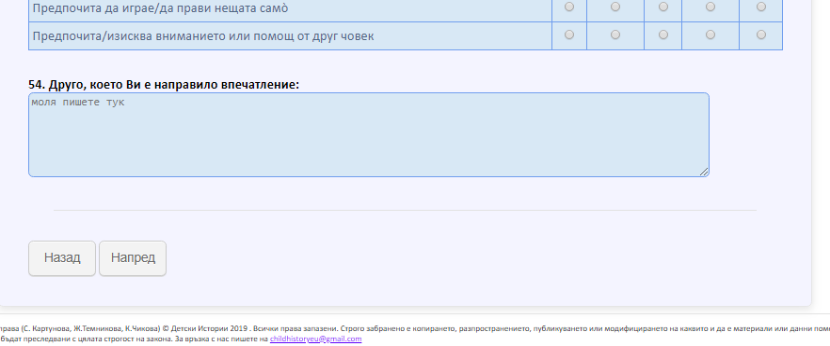 Предпочита да играе/да прави нещата само̀
Предпочита/изисква вниманието или помощ от друг човек
54. Друго, което Ви е направило впечатление:
моля пишете тук
Назад Напред
права (С. Картунова, Ж.Темникова, К.Чикова) © Детски Истории 2019 . Всички права запазени. Строго забранено е копирането, разпространението, публикуването или модифицирането на каквито и да е материали или данни
бъдат преследвани с цялата строгост на закона. За връзка с нас пишете на childhistoryeu@gmail.com